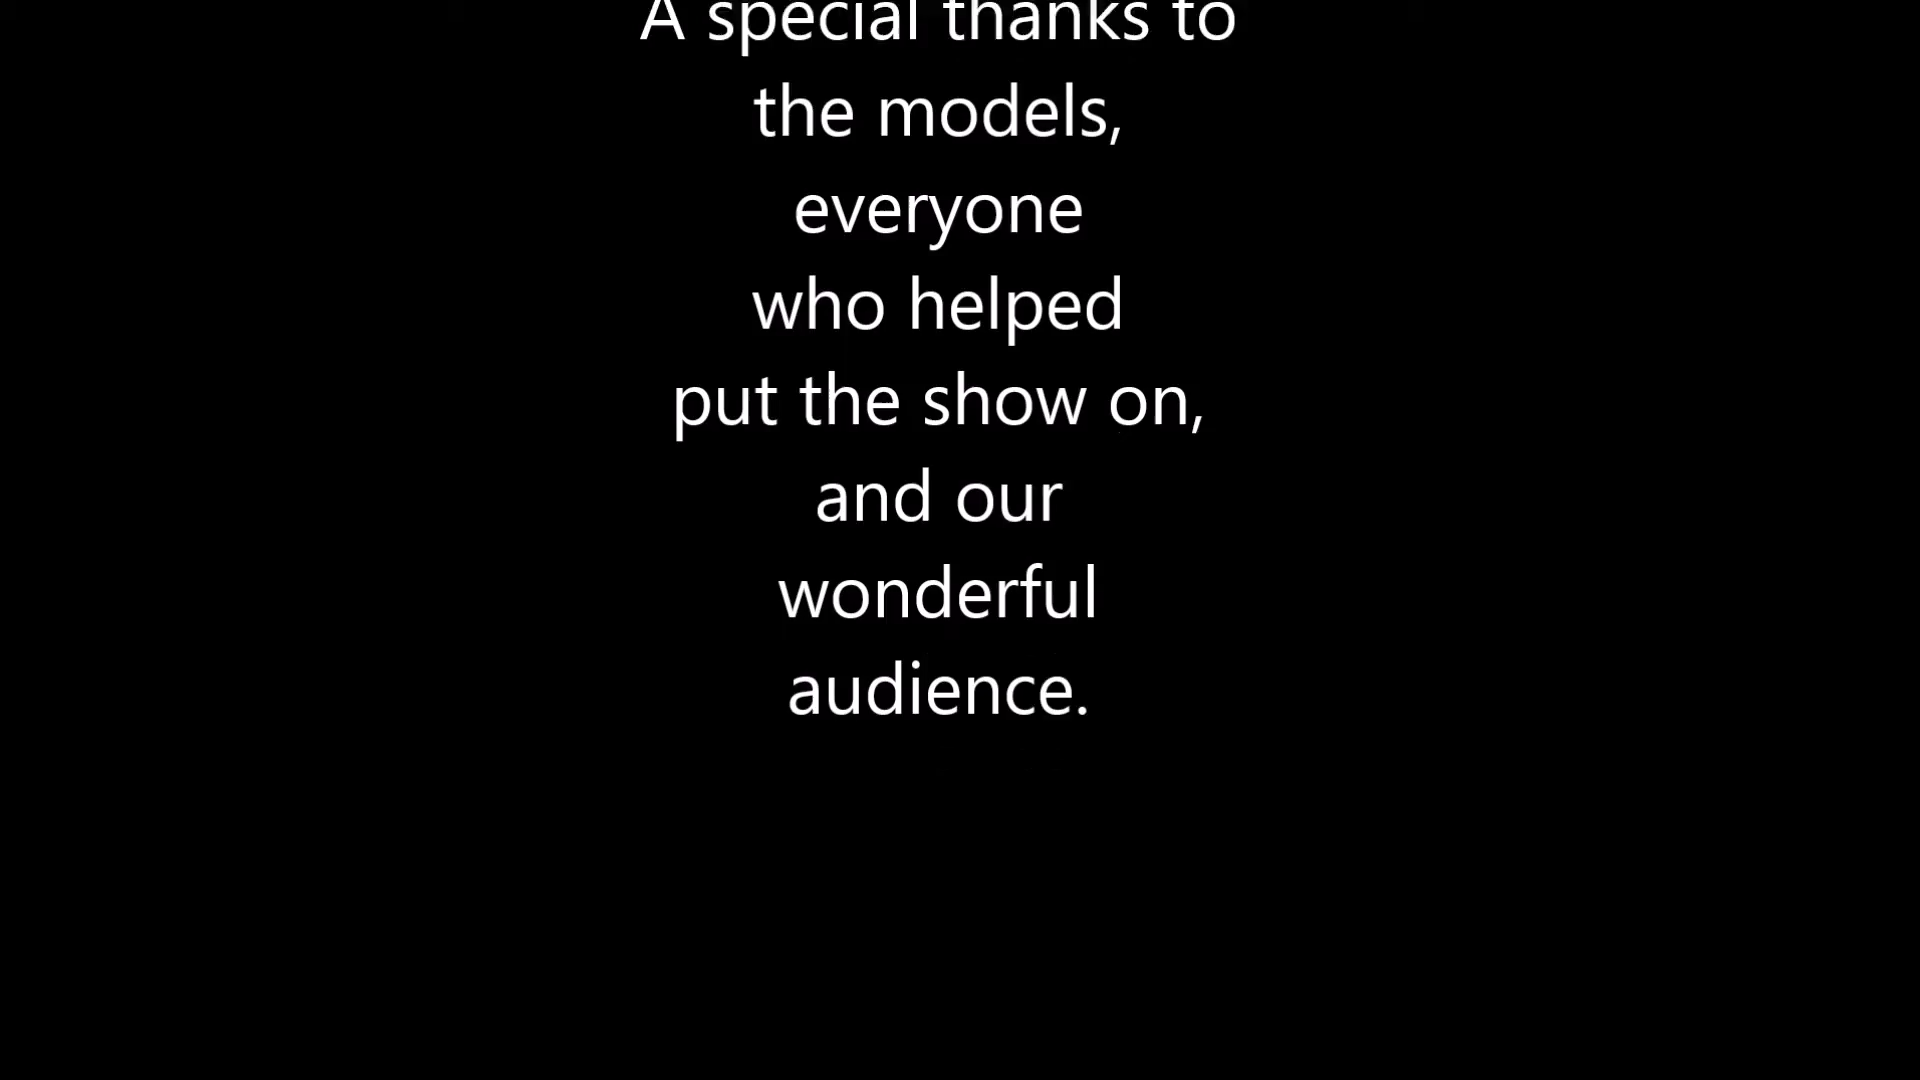 A special thanks to
the models,
everyone
who helped
put the show on,
and our
wonderful
audience.